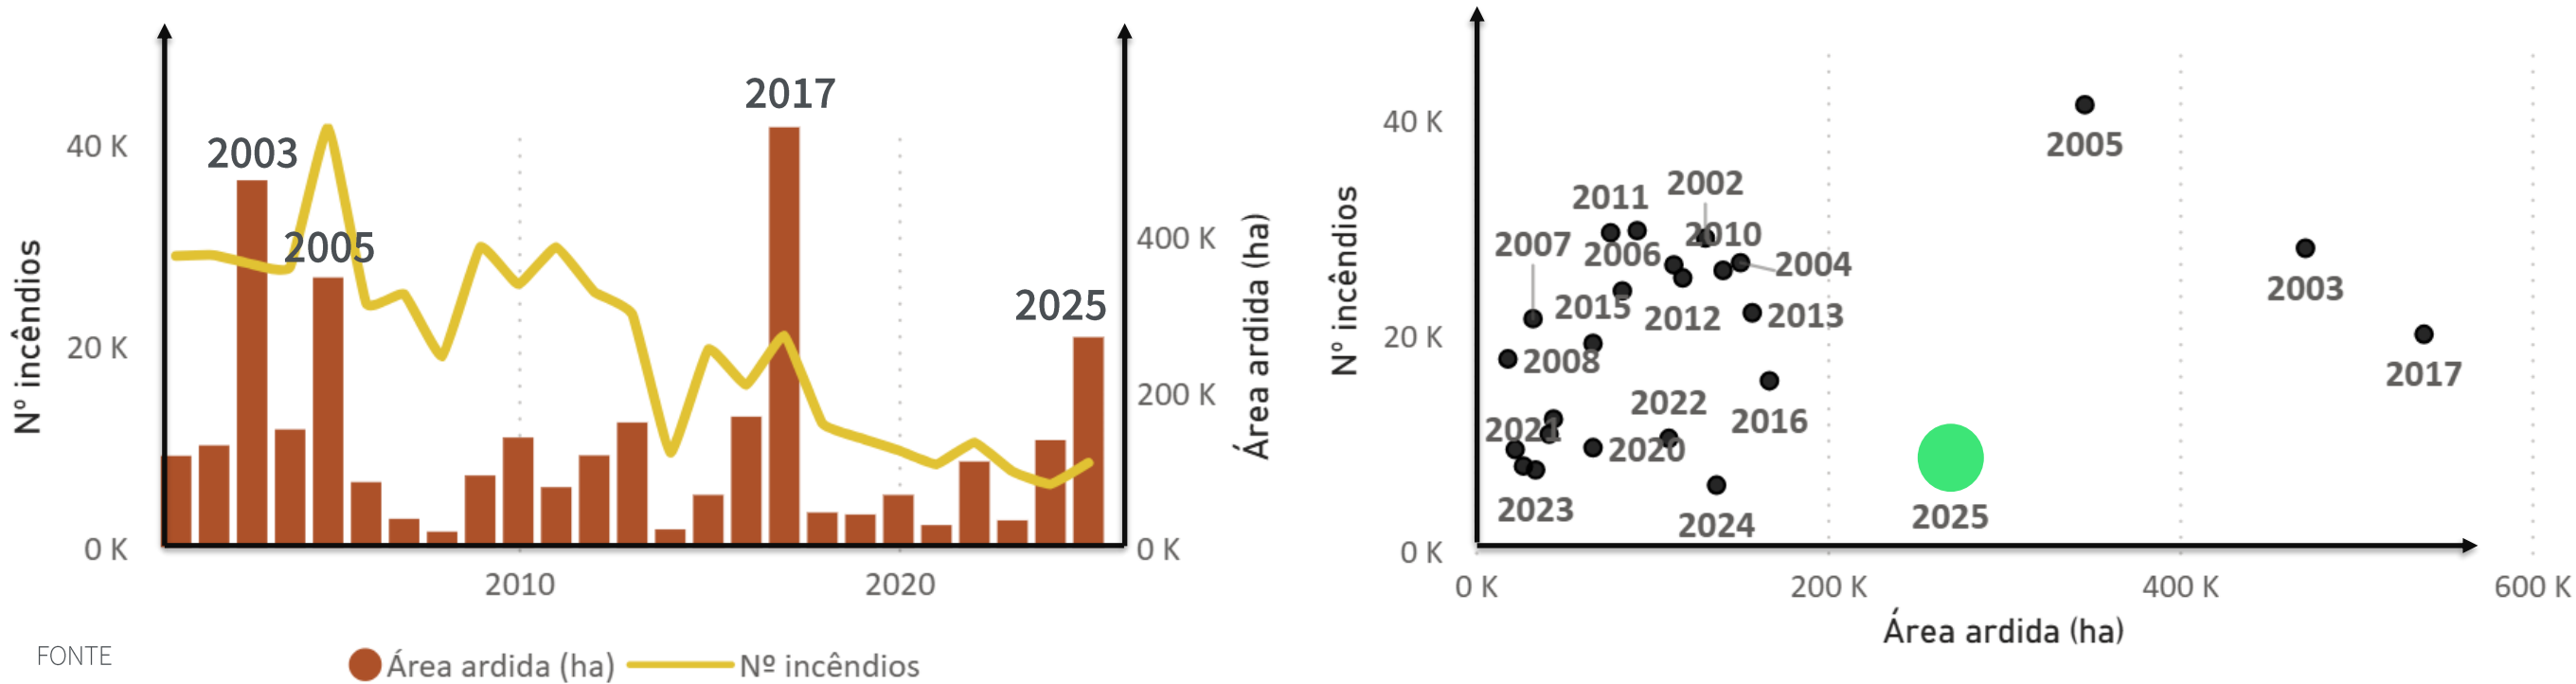 2017
40 K
2003
2005
400 K
Nº incêndios
Área ardida (ha)
20 K
2025
200 K
0 K
0 K
2010
2020
FONTE
Área ardida (ha)
Nº incêndios
40 K
2005
2002
2011
2010
2007
2006
2004
Nº incêndios
2003
2015
2012
2013
20 K
2008
2017
2022
2016
2021
2020
2023
2024
2025
0 K
0 K
200 K
400 K
600 K
Área ardida (ha)